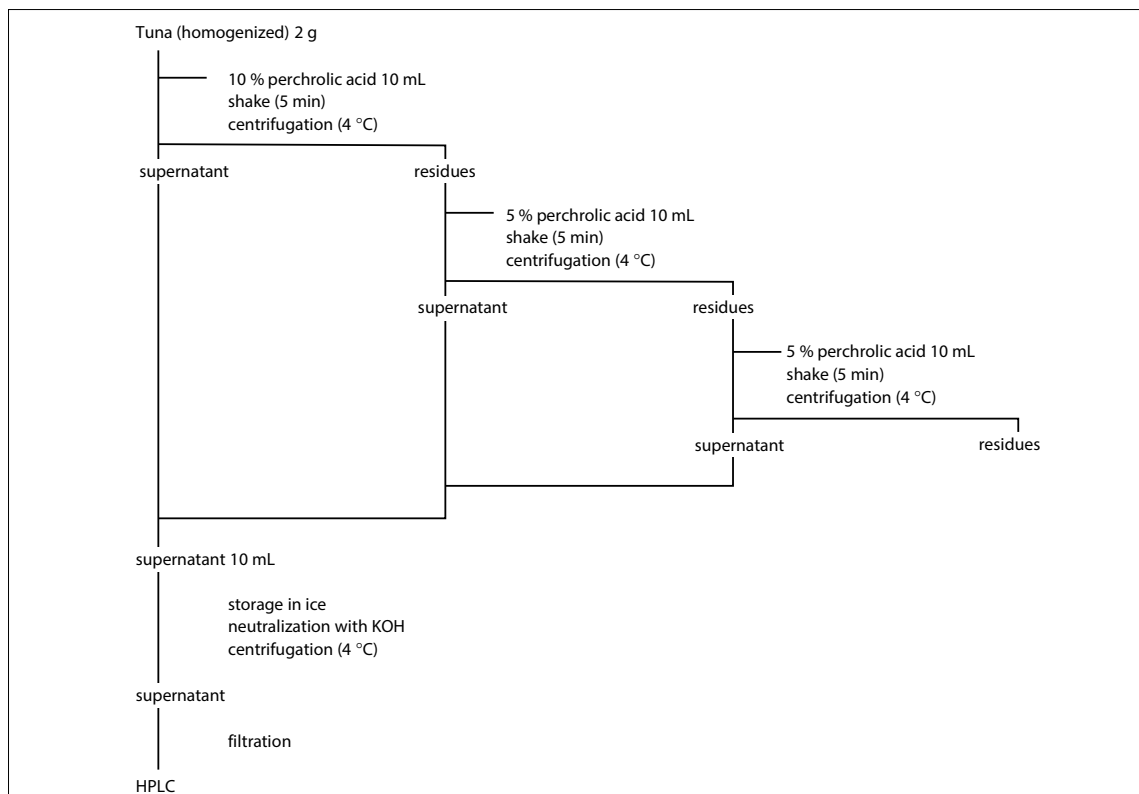 Tuna (homogenized) 2 g
10 % perchrolic acid 10 mL
shake (5 min)
centrifugation (4 °C)
supernatant
residues
5 % perchrolic acid 10 mL
shake (5 min)
centrifugation (4 °C)
supernatant
residues
5 % perchrolic acid 10 mL
shake (5 min)
centrifugation (4 °C)
supernatant
residues
supernatant 10 mL
storage in ice
neutralization with KOH
centrifugation (4 °C)
supernatant
filtration
HPLC